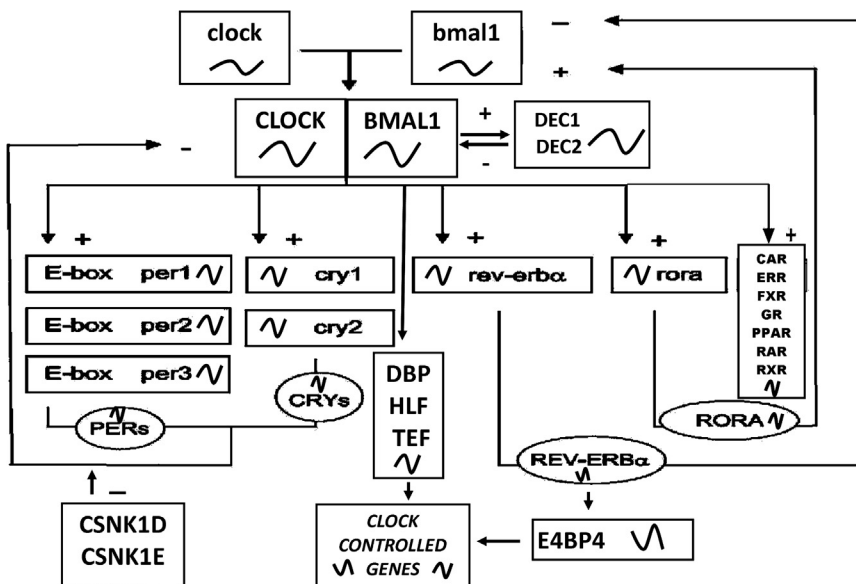 clock
bmal1
−
+
CLOCK
BMAL1
+
-
DEC1
DEC2
-
+
+
+
+
+
E-box per1
cry1
rev-erbα
rora
CAR
ERR
FXR
GR
PPAR
RAR
RXR
E-box per2
cry2
E-box per3
DBP
HLF
TEF
PERs
CRYs
RORA
REV-ERBα
−
CSNK1D
CSNK1E
CLOCK
CONTROLLED
GENES
E4BP4